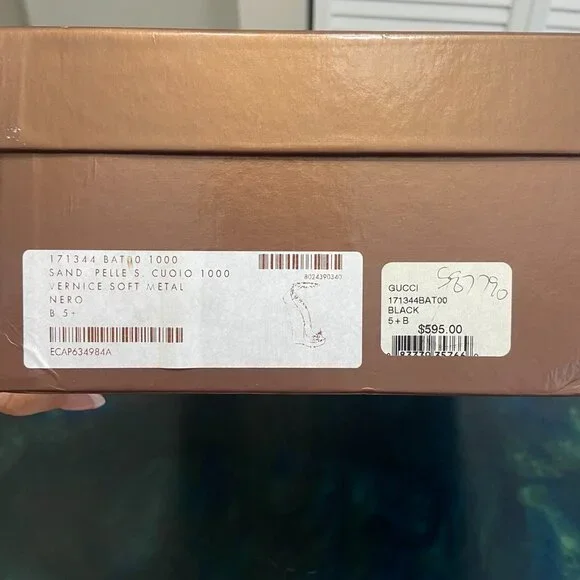 171344 BAT00 1000
SAND. PELLE S. CUOIO 1000
VERNICE SOFT METAL
NERO
B 5+
ECAP634984A
8024390340
GUCCI
171344BAT00
BLACK
5+B
$595.00